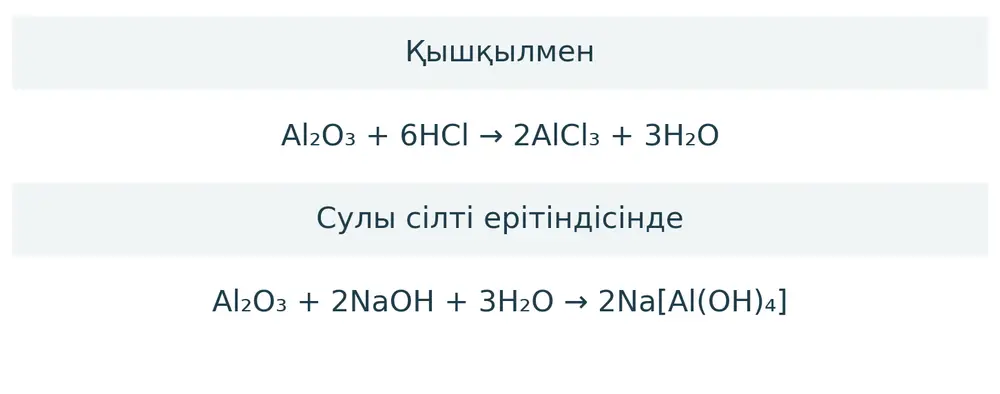 Қышқылмен
Al₂O₃ + 6HCl → 2AlCl₃ + 3H₂O
Сулы сілті ерітіндісінде
Al₂O₃ + 2NaOH + 3H₂O → 2Na[Al(OH)₄]